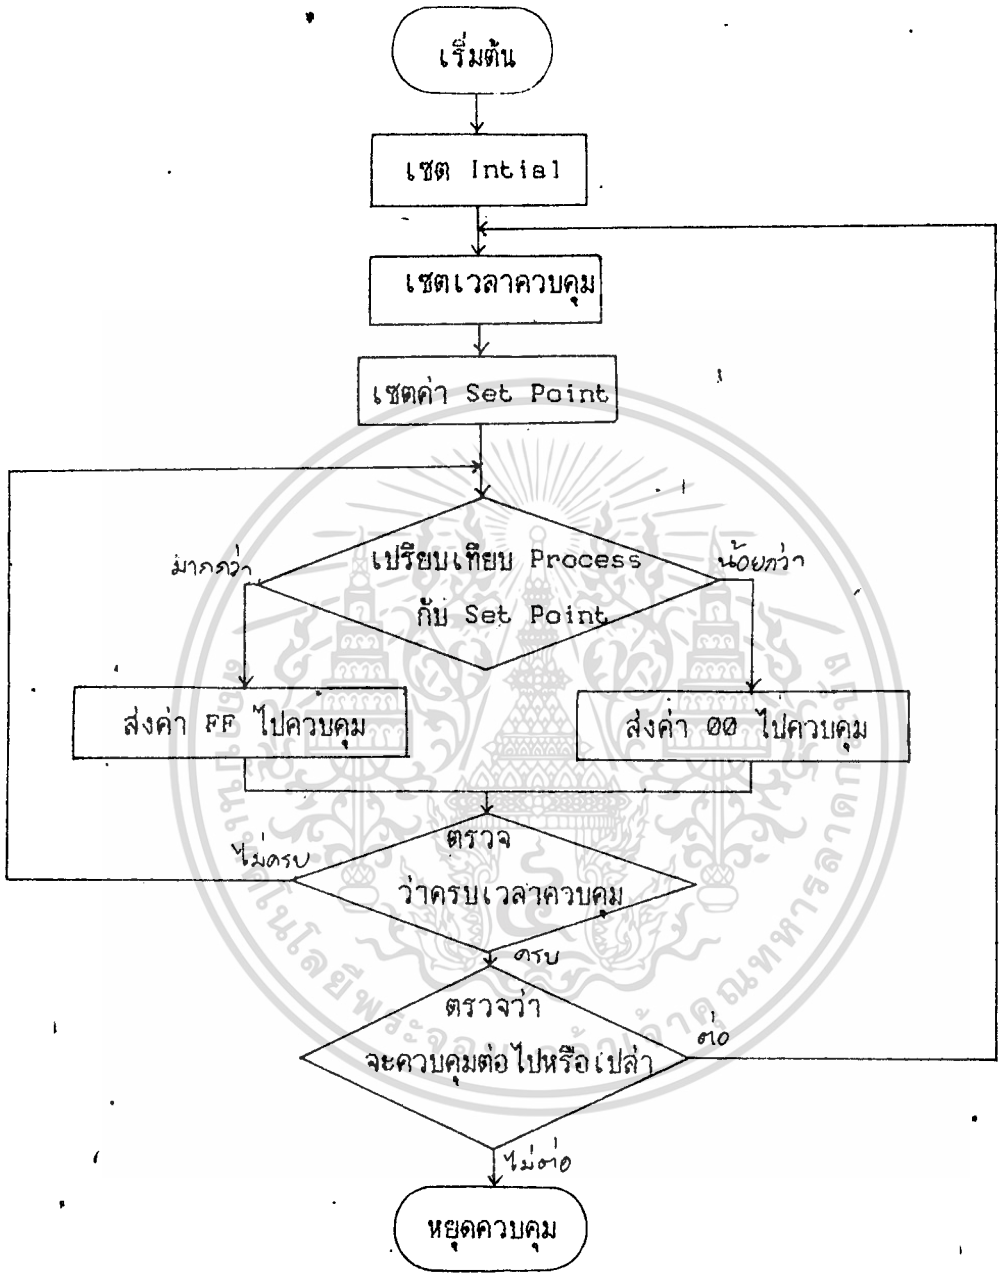 เริ่มต้น
เซต Intial
เซตเวลาควบคุม
เซตค่า Set Point
เปรียบเทียบ Process
กับ Set Point
มากกว่า
น้อยกว่า
ส่งค่า FF ไปควบคุม
ส่งค่า 00 ไปควบคุม
ตรวจ
ว่าครบเวลาควบคุม
ไม่ครบ
ครบ
ตรวจว่า
จะควบคุมต่อไปหรือเปล่า
ต่อ
ไม่ต่อ
หยุดควบคุม